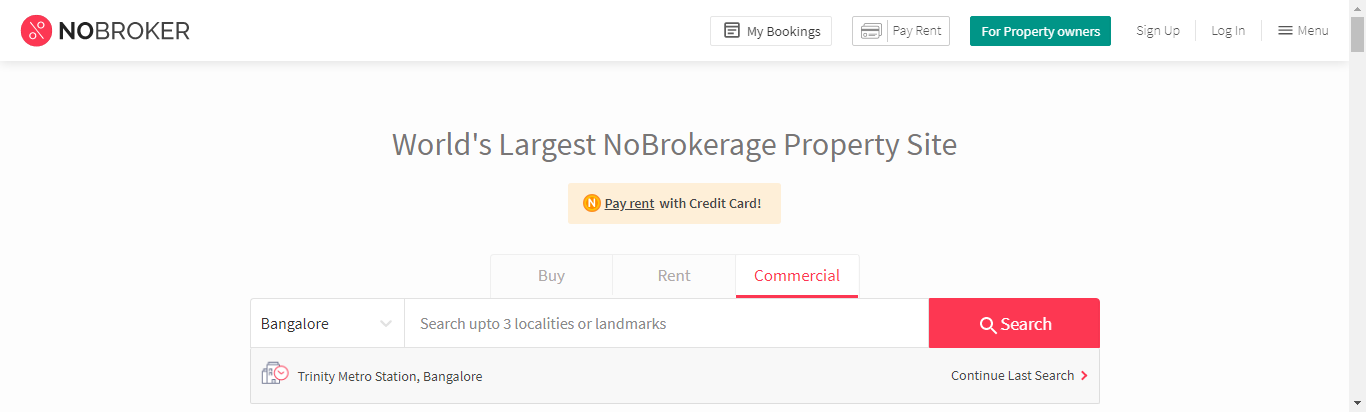 NOBROKER
My Bookings
Pay Rent
For Property owners
Sign Up
Log In
Menu
World's Largest NoBrokerage Property Site
N Pay rent with Credit Card!
Buy
Rent
Commercial
Bangalore
Search upto 3 localities or landmarks
Search
Trinity Metro Station, Bangalore
Continue Last Search